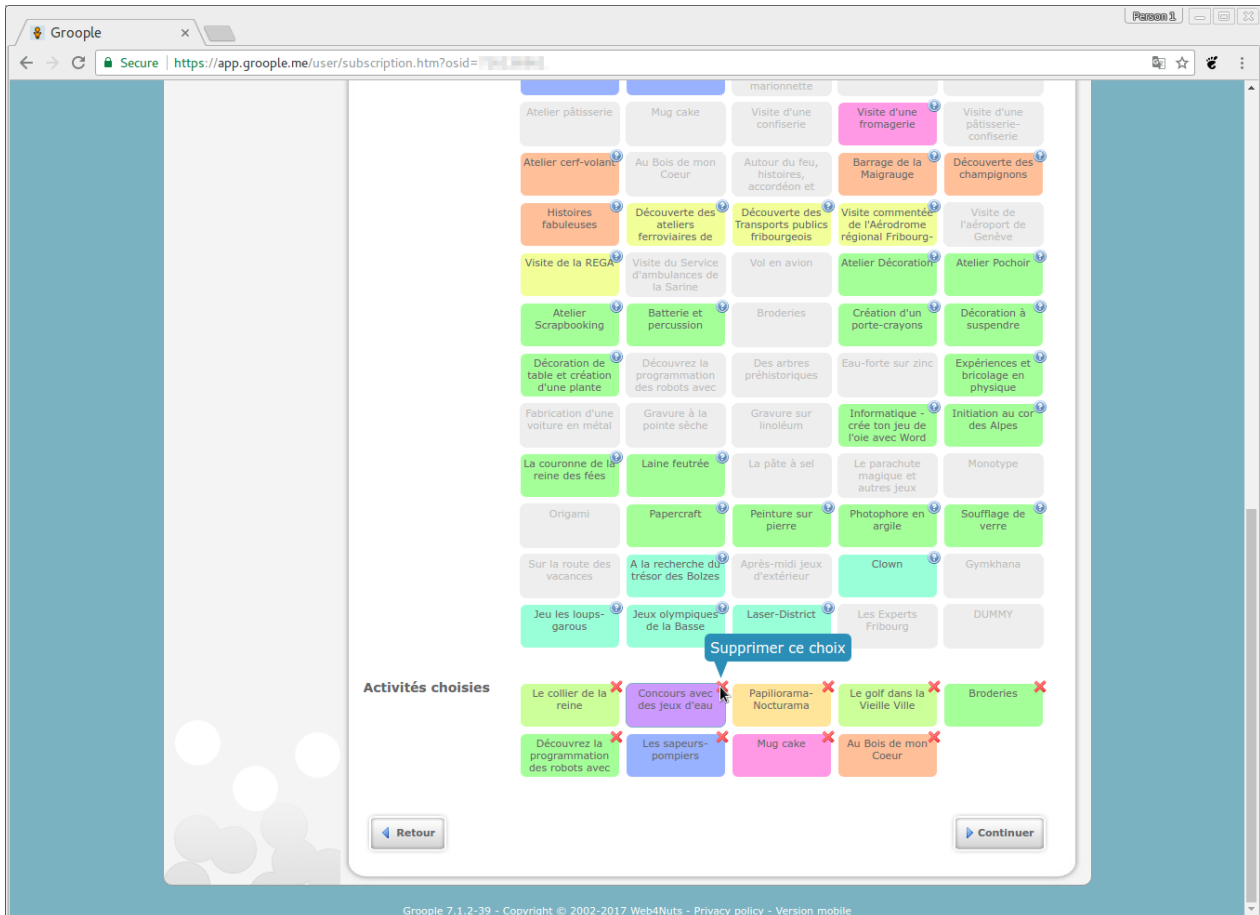 Person 1
Groople
Secure
https://app.groople.me/user/subscription.htm?osid=
marionnette
Atelier pâtisserie
Mug cake
Visite d'une
confiserie
Visite d'une
fromagerie
Visite d'une
pâtisserie-
confiserie
Atelier cerf-volant
Au Bois de mon
Coeur
Autour du feu,
histoires,
accordéon et
Barrage de la
Maigrauge
Découverte des
champignons
Histoires
fabuleuses
Découverte des
ateliers
ferroviaires de
Découverte des
Transports publics
fribourgeois
Visite commentée
de l'Aérodrome
régional Fribourg-
Visite de
l'aéroport de
Genève
Visite de la REGA
Visite du Service
d'ambulances de
la Sarine
Vol en avion
Atelier Décoration
Atelier Pochoir
Atelier
Scrapbooking
Batterie et
percussion
Broderies
Création d'un
porte-crayons
Décoration à
suspendre
Décoration de
table et création
d'une plante
Découvrez la
programmation
des robots avec
Des arbres
préhistoriques
Eau-forte sur zinc
Expériences et
bricolage en
physique
Fabrication d'une
voiture en métal
Gravure à la
pointe sèche
Gravure sur
linoléum
Informatique -
crée ton jeu de
l'oie avec Word
Initiation au cor
des Alpes
La couronne de la
reine des fées
Laine feutrée
La pâte à sel
Le parachute
magique et
autres jeux
Monotype
Origami
Papercraft
Peinture sur
pierre
Photophore en
argile
Soufflage de
verre
Sur la route des
vacances
A la recherche du
trésor des Bolzes
Après-midi jeux
d'extérieur
Clown
Gymkhana
Jeu les loups-
garous
Jeux olympiques
de la Basse
Laser-District
Les Experts
Fribourg
DUMMY
Supprimer ce choix
Activités choisies
Le collier de la
reine
Concours avec
des jeux d'eau
Papiliorama-
Nocturama
Le golf dans la
Vieille Ville
Broderies
Découvrez la
programmation
des robots avec
Les sapeurs-
pompiers
Mug cake
Au Bois de mon
Coeur
Retour
Continuer
Groople 7.1.2-39 - Copyright © 2002-2017 Web4Nuts - Privacy policy - Version mobile